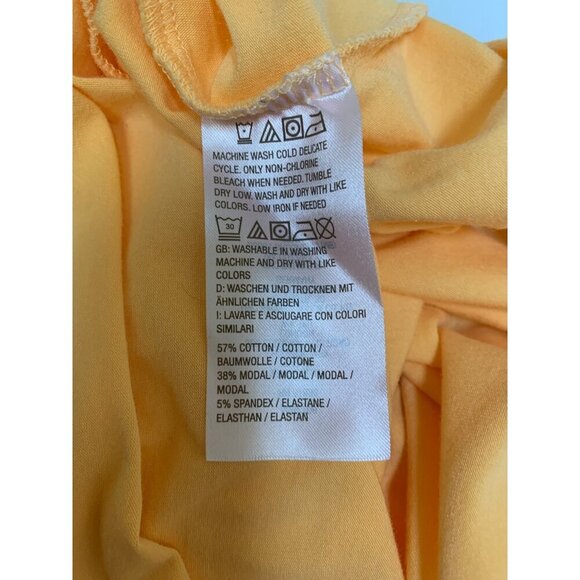 MACHINE WASH COLD DELICATE
CYCLE. ONLY NON-CHLORINE
BLEACH WHEN NEEDED. TUMBLE
DRY LOW. WASH AND DRY WITH LIKE
COLORS. LOW IRON IF NEEDED
30
GB: WASHABLE IN WASHING
MACHINE AND DRY WITH LIKE
COLORS
D: WASCHEN UND TROCKNEN MIT
ÄHNLICHEN FARBEN
I: LAVARE E ASCIUGARE CON COLORI
SIMILARI
57% COTTON / COTTON /
BAUMWOLLE / COTONE
38% MODAL / MODAL / MODAL /
MODAL
5% SPANDEX / ELASTANE /
ELASTHAN / ELASTAN